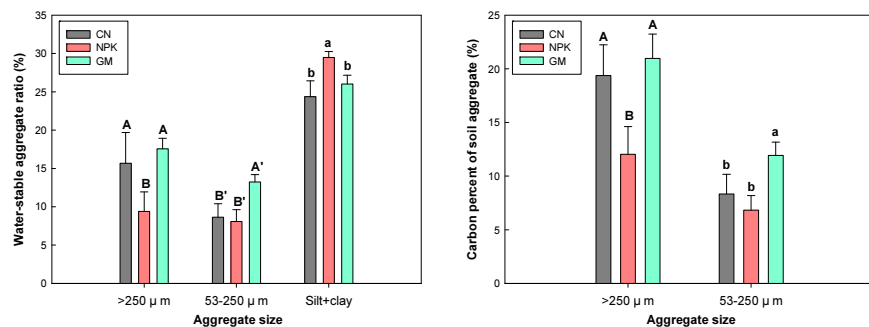 Water-stable aggregate ratio (%)
35
30
25
20
15
10
5
0
CN
NPK
GM
A
B
A
B'
B'
A'
b
a
b
>250 μ m
53-250 μ m
Silt+clay
Aggregate size
Carbon percent of soil aggregate (%)
25
20
15
10
5
0
CN
NPK
GM
A
B
A
b
b
a
>250 μ m
53-250 μ m
Aggregate size